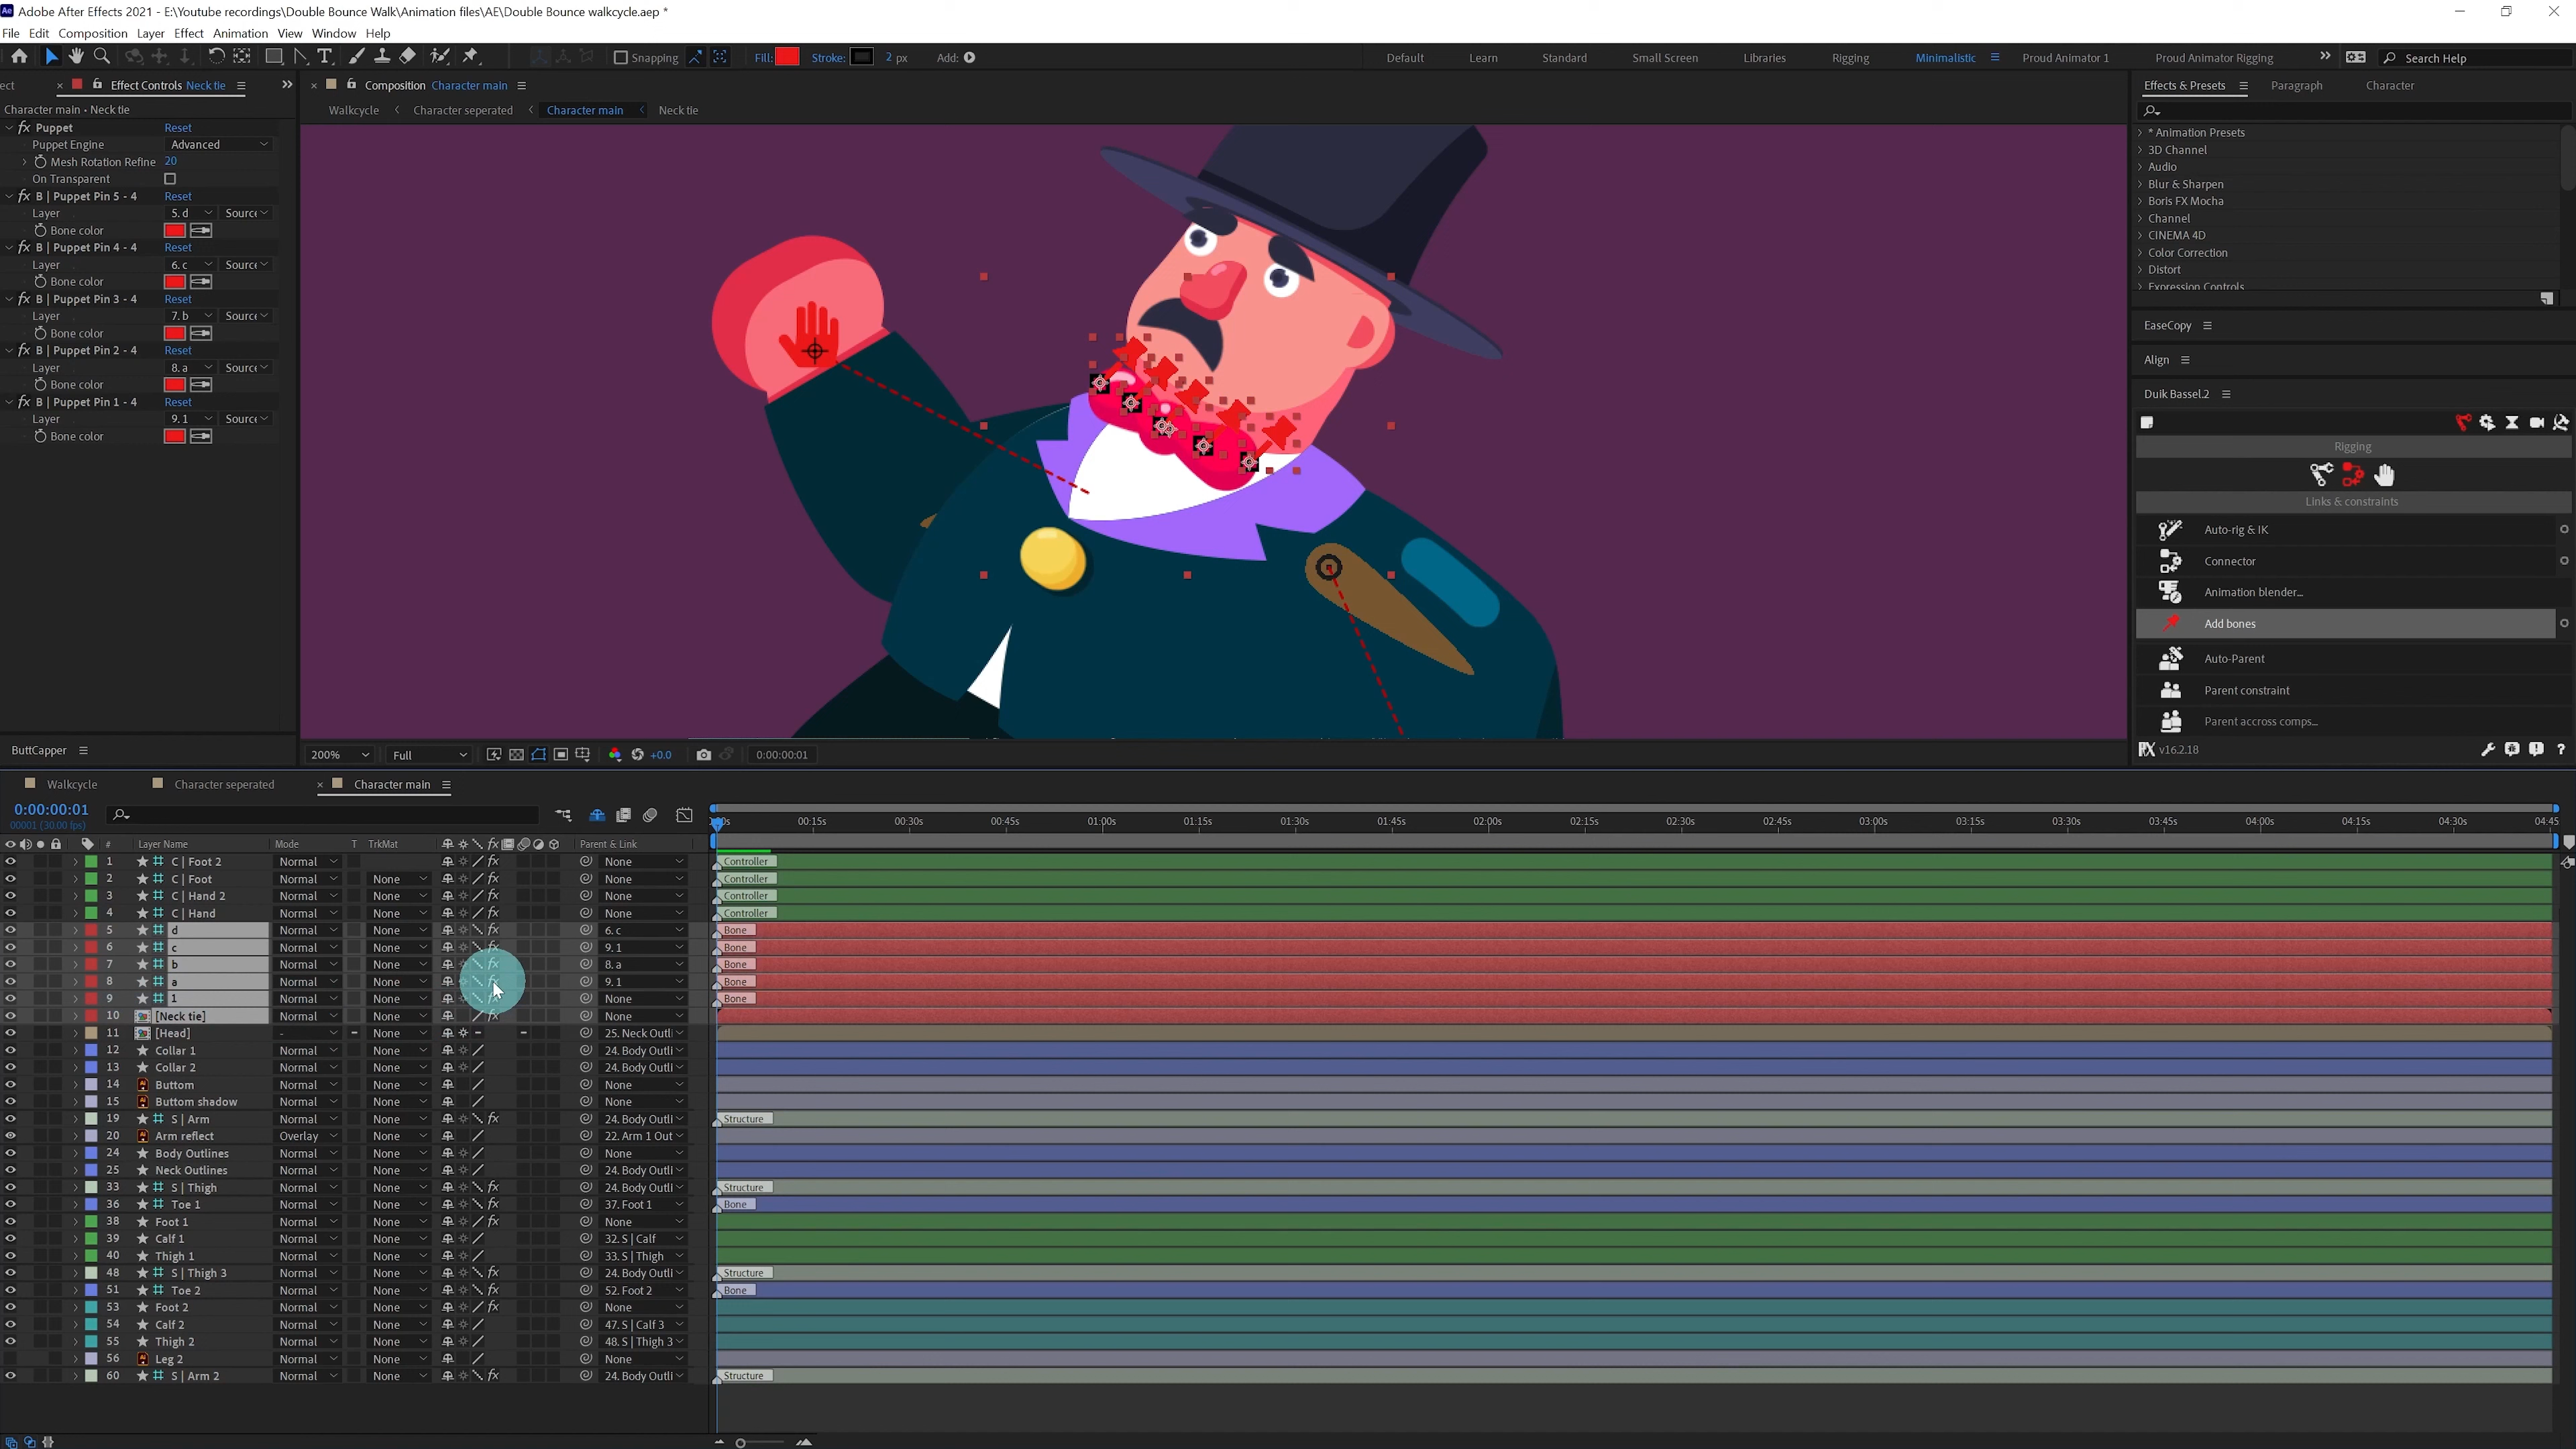 Adobe After Effects 2021 - E:\Youtube recordings\Double Bounce Walk\Animation files\AE\Double Bounce walkcycle.aep *
File Edit Composition Layer Effect Animation View Window Help
Snapping Fill: Stroke: 2 px Add: Default Learn Standard Small Screen Libraries Rigging Minimalistic Proud Animator 1 Proud Animator Rigging Search Help
ect Effect Controls Neck tie Composition Character main Effects & Presets Paragraph Character
Character main • Neck tie Walkcycle Character seperated Character main Neck tie
fx Puppet Reset
Puppet Engine Advanced
Mesh Rotation Refine 20
On Transparent
fx B | Puppet Pin 5 - 4 Reset
Layer 5. d Source
Bone color
fx B | Puppet Pin 4 - 4 Reset
Layer 6. c Source
Bone color
fx B | Puppet Pin 3 - 4 Reset
Layer 7. b Source
Bone color
fx B | Puppet Pin 2 - 4 Reset
Layer 8. a Source
Bone color
fx B | Puppet Pin 1 - 4 Reset
Layer 9. 1 Source
Bone color
* Animation Presets
3D Channel
Audio
Blur & Sharpen
Boris FX Mocha
Channel
CINEMA 4D
Color Correction
Distort
Expression Controls
EaseCopy
Align
Duik Bassel.2
Rigging
Links & constraints
Auto-rig & IK
Connector
Animation blender...
Add bones
Auto-Parent
Parent constraint
Parent accross comps...
v16.2.18
ButtCapper
200% Full +0.0 0:00:00:01
Walkcycle Character seperated Character main
0:00:00:01
00001 (30.00 fps)
00:15s 00:30s 00:45s 01:00s 01:15s 01:30s 01:45s 02:00s 02:15s 02:30s 02:45s 03:00s 03:15s 03:30s 03:45s 04:00s 04:15s 04:30s 04:45
# Layer Name Mode T TrkMat fx Parent & Link
1 C | Foot 2 Normal fx None Controller
2 C | Foot Normal None fx None Controller
3 C | Hand 2 Normal None fx None Controller
4 C | Hand Normal None fx None Controller
5 d Normal None fx 6. c Bone
6 c Normal None fx 9. 1 Bone
7 b Normal None fx 8. a Bone
8 a Normal None fx 9. 1 Bone
9 1 Normal None fx None Bone
10 [Neck tie] Normal None fx None
11 [Head] - None 25. Neck Outli
12 Collar 1 Normal None 24. Body Outli
13 Collar 2 Normal None 24. Body Outli
14 Buttom Normal None None
15 Buttom shadow Normal None None
19 S | Arm Normal None fx 24. Body Outli Structure
20 Arm reflect Overlay None 22. Arm 1 Out
24 Body Outlines Normal None None
25 Neck Outlines Normal None 24. Body Outli
33 S | Thigh Normal None fx 24. Body Outli Structure
36 Toe 1 Normal None fx 37. Foot 1 Bone
38 Foot 1 Normal None fx None
39 Calf 1 Normal None 32. S | Calf
40 Thigh 1 Normal None 33. S | Thigh
48 S | Thigh 3 Normal None fx 24. Body Outli Structure
51 Toe 2 Normal None fx 52. Foot 2 Bone
53 Foot 2 Normal None fx None
54 Calf 2 Normal None 47. S | Calf 3
55 Thigh 2 Normal None 48. S | Thigh 3
56 Leg 2 Normal None None
60 S | Arm 2 Normal None fx 24. Body Outli Structure